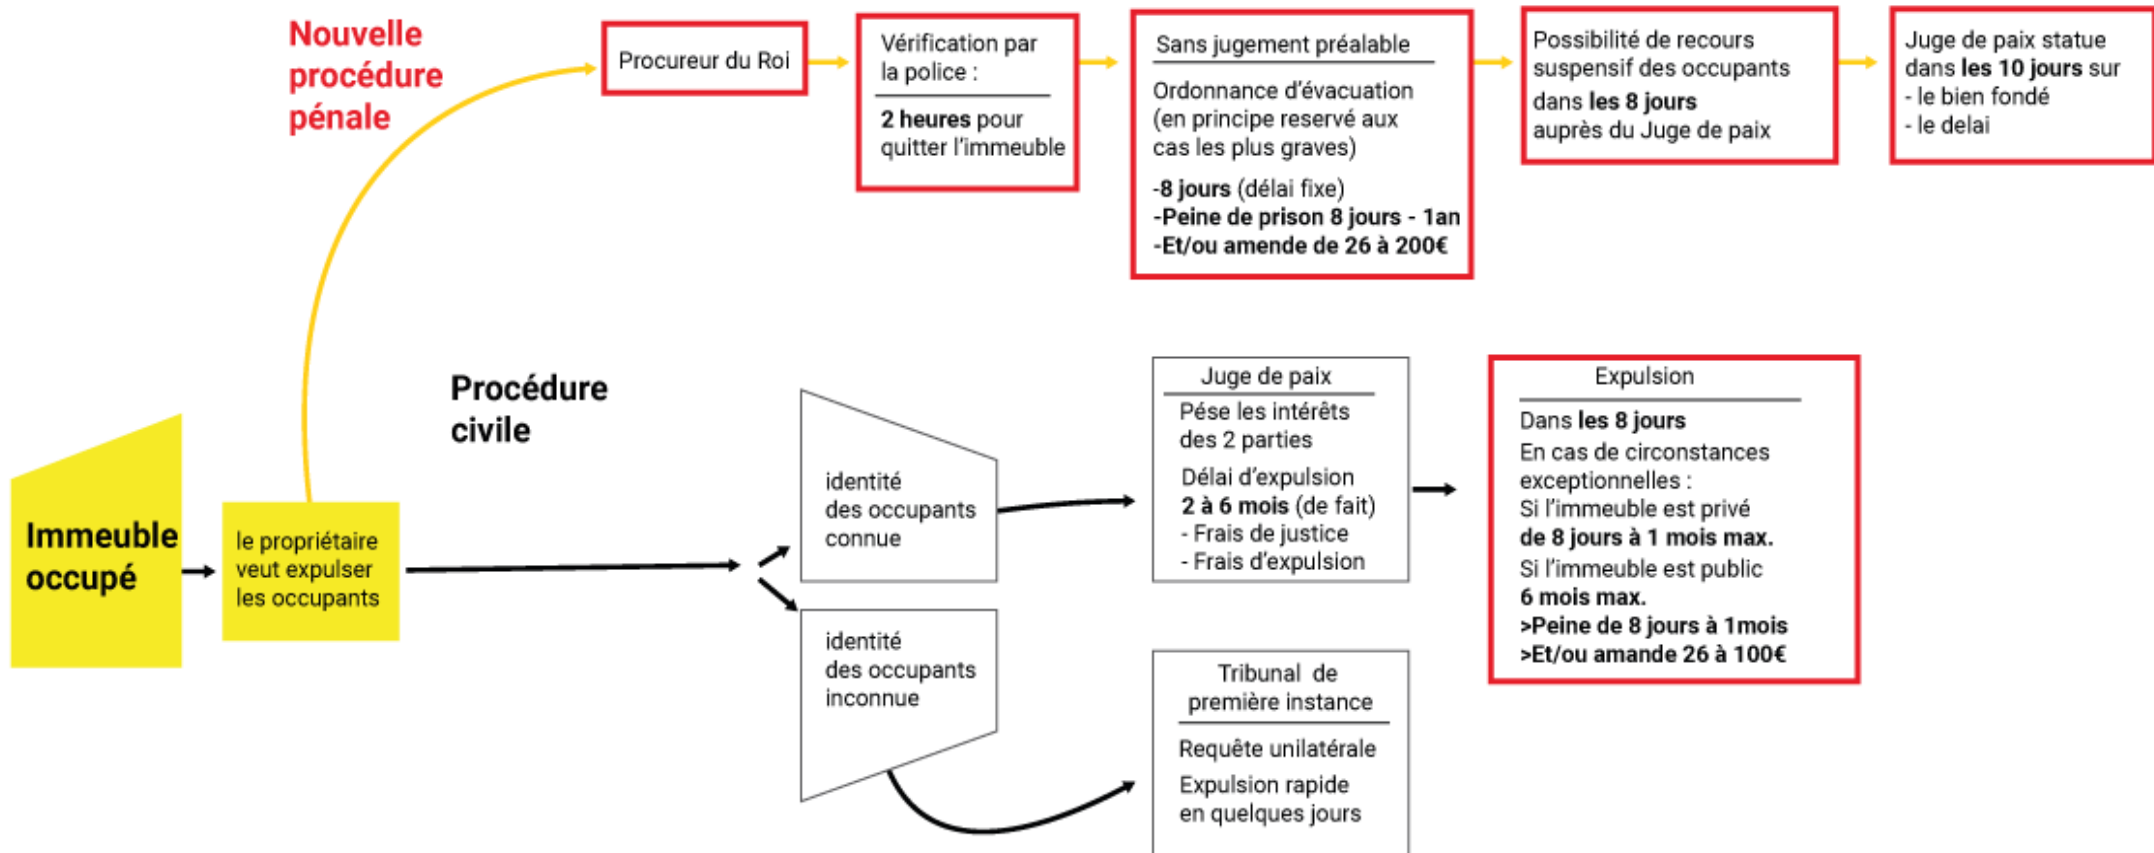 Nouvelle
procédure
pénale
Procureur du Roi
Vérification par
la police :
2 heures pour
quitter l'immeuble
Sans jugement préalable
Ordonnance d'évacuation
(en principe reservé aux
cas les plus graves)
-8 jours (délai fixe)
-Peine de prison 8 jours - 1an
-Et/ou amende de 26 à 200€
Possibilité de recours
suspensif des occupants
dans les 8 jours
auprès du Juge de paix
Juge de paix statue
dans les 10 jours sur
- le bien fondé
- le delai
Immeuble
occupé
le propriétaire
veut expulser
les occupants
Procédure
civile
identité
des occupants
connue
Juge de paix
Pése les intérêts
des 2 parties
Délai d'expulsion
2 à 6 mois (de fait)
- Frais de justice
- Frais d'expulsion
Expulsion
Dans les 8 jours
En cas de circonstances
exceptionnelles :
Si l'immeuble est privé
de 8 jours à 1 mois max.
Si l'immeuble est public
6 mois max.
>Peine de 8 jours à 1mois
>Et/ou amande 26 à 100€
identité
des occupants
inconnue
Tribunal de
première instance
Requête unilatérale
Expulsion rapide
en quelques jours